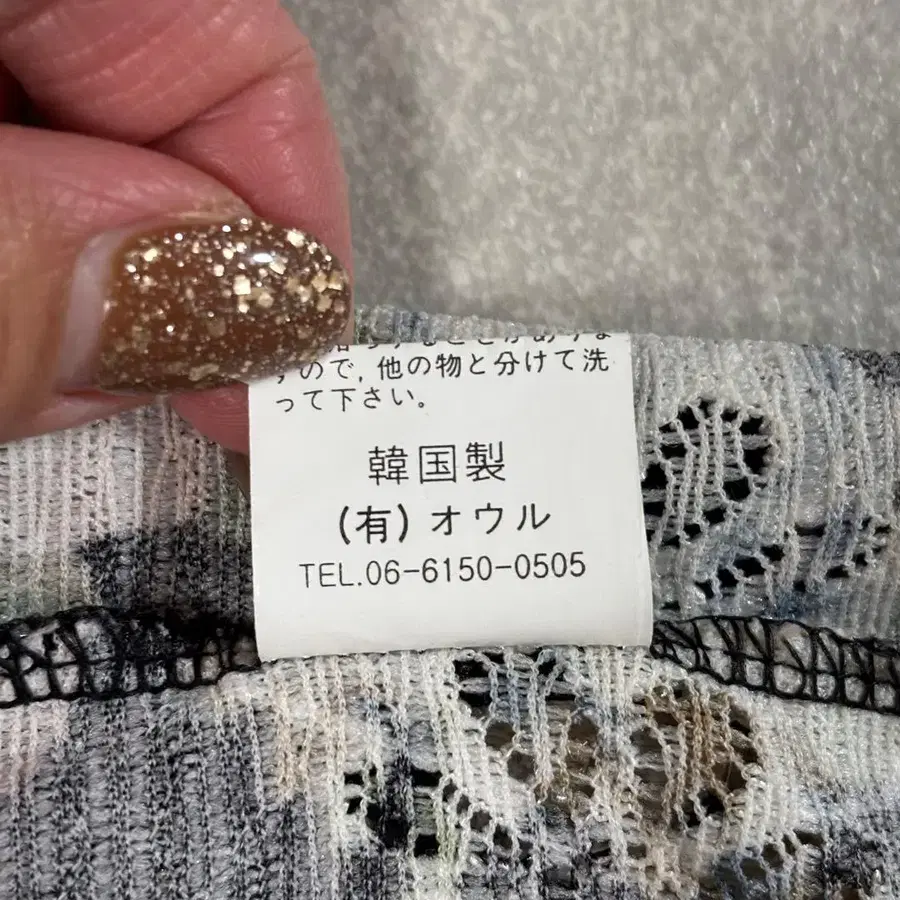 ので, 他の物と分けて洗
って下さい。
韓国製
(有) オウル
TEL.06-6150-0505